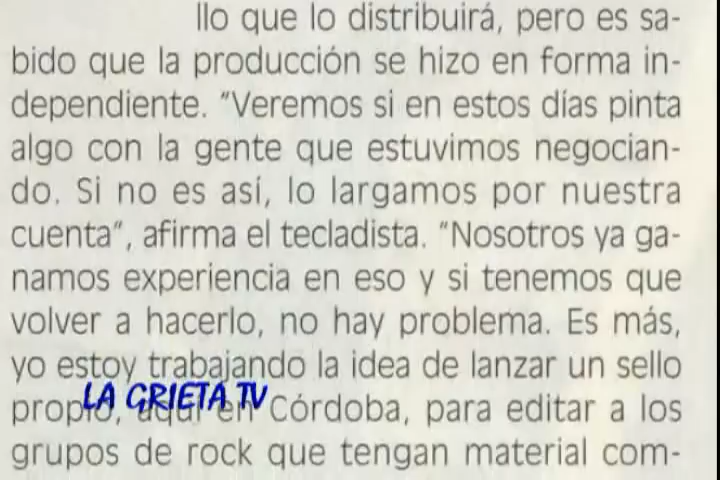 llo que lo distribuirá, pero es sa-
bido que la producción se hizo en forma in-
dependiente. "Veremos si en estos días pinta
algo con la gente que estuvimos negocian-
do. Si no es así, lo largamos por nuestra
cuenta", afirma el tecladista. "Nosotros ya ga-
namos experiencia en eso y si tenemos que
volver a hacerlo, no hay problema. Es más,
yo estoy trabajando la idea de lanzar un sello
propio, aquí en Córdoba, para editar a los
LA GRIETA TV
grupos de rock que tengan material com-